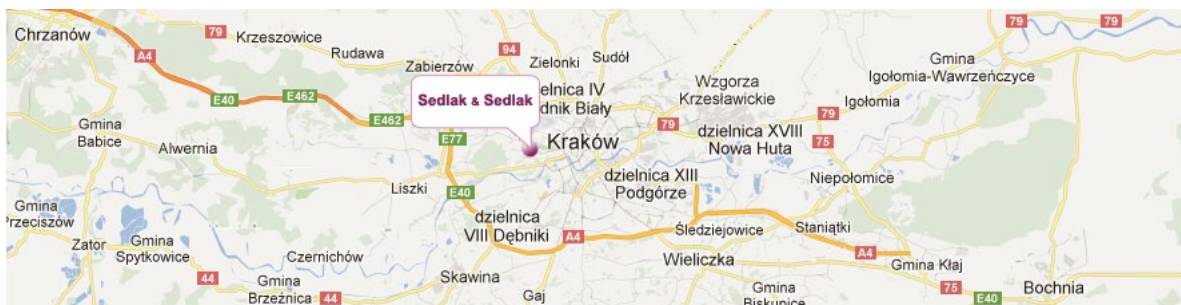 79
79
Chrzanów
79
Krzeszowice
94
Sudół
Rudawa
Zielonki
A4
Zabierzów
Gmina
Igołomia-Wawrzeńczyce
Wzgorza
Krzesławickie
E40
E462
E462
Sedlak & Sedlak
elnica IV
dnik Biały
Igołomia
Gmina
Babice
Alwernia
E77
Kraków
79
dzielnica XVIII
Nowa Huta
75
Liszki
E40
dzielnica XIII
Podgórze
Niepołomice
Gmina
Przeciszów
dzielnica
VIII Dębniki
Śledziejowice
Staniątki
Zator
Gmina
Spytkowice
Czernichów
A4
A4
Wieliczka
Gmina Kłaj
44
Gmina
Brzeźnica
44
Skawina
Gaj
Gmina
Biskupice
75
E40
Bochnia